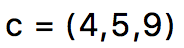 c = (4,5,9)